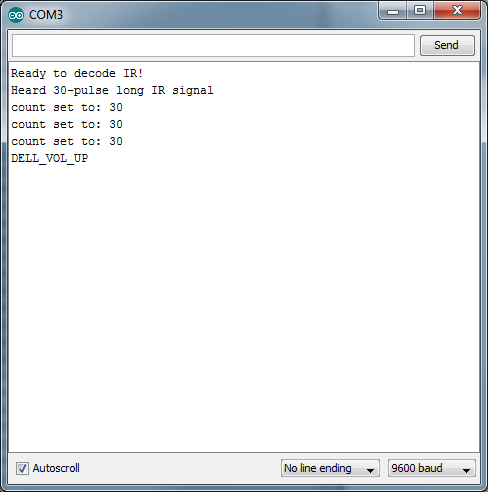 COM3
Send
Ready to decode IR!
Heard 30-pulse long IR signal
count set to: 30
count set to: 30
count set to: 30
DELL_VOL_UP
Autoscroll
No line ending
9600 baud